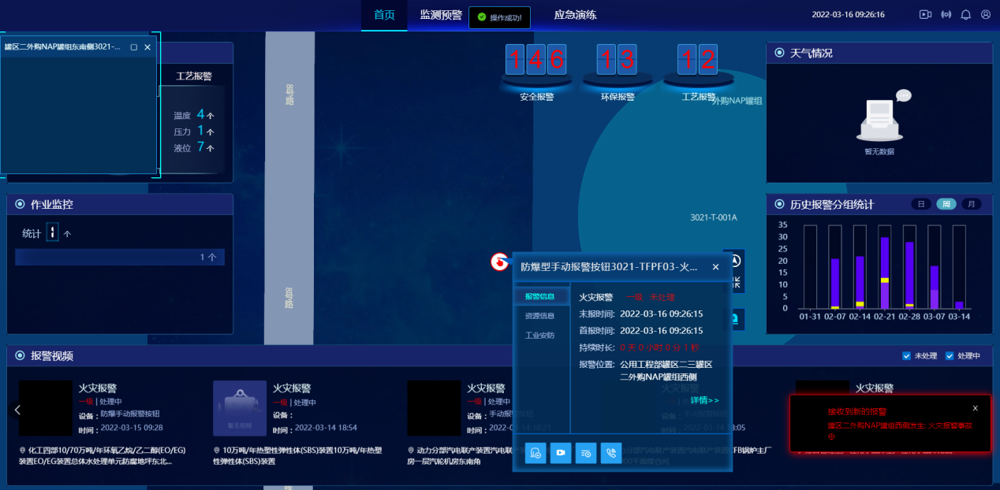 首页
监测预警
操作成功!
应急演练
2022-03-16 09:26:16
罐区二外购NAP罐组东南侧3021-...
工艺报警
温度 4个
压力 1个
液位 7个
8号路
8号路
146
安全报警
13
环保报警
12
工艺报警
外购NAP罐组
3021-T-001A
天气情况
暂无数据
作业监控
统计 1 个
1 个
历史报警分组统计
日 周 月
35
30
25
20
15
10
5
0
01-31 02-07 02-14 02-21 02-28 03-07 03-14
防爆型手动报警按钮3021-TFPF03-火...
报警信息
资源信息
工业安防
火灾报警 一级 未处理
末报时间: 2022-03-16 09:26:15
首报时间: 2022-03-16 09:26:15
持续时长: 0 天 0 小时 0 分 1 秒
报警位置: 公用工程部罐区二三罐区
二外购NAP罐组西侧
详情>>
报警视频
未处理 处理中
火灾报警
一级 | 处理中
设备：防爆手动报警按钮
时间：2022-03-15 09:28
化工四部10/70万吨/年环氧乙烷/乙二醇(EO/EG)
装置EO/EG装置总体水处理单元防腐地坪东北...
暂无视频
火灾报警
一级 | 处理中
设备：
时间：2022-03-14 18:54
10万吨/年热塑性弹性体(SBS)装置10万吨/年热塑
性弹性体(SBS)装置
火灾报警
一级 | 处理中
设备：手动报警按钮
时间：2022-03-14 18:21
动力分部汽电联产装置汽电联
房一层汽轮机房东南角
火灾报警
3:05
FB锅炉主厂
火灾报警
接收到新的报警
罐区二外购NAP罐组西侧发生: 火灾报警事故